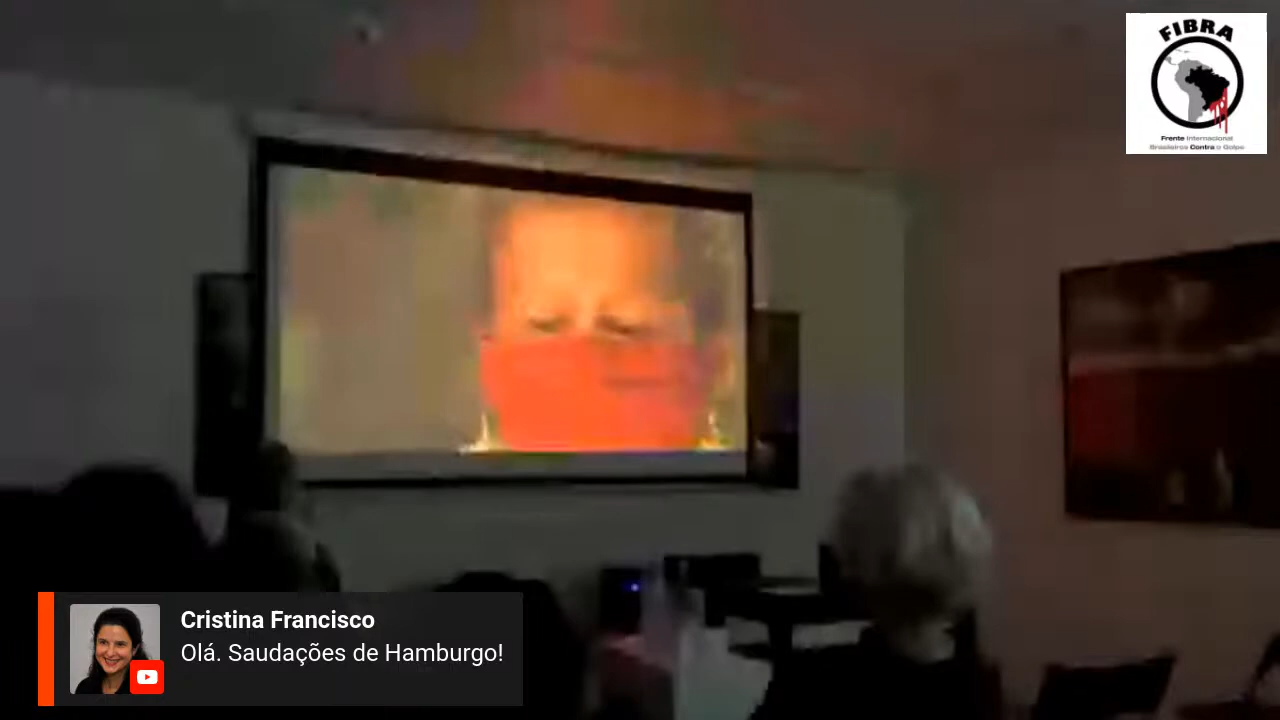 FIBRA
Frente Internacional
Brasileiros Contra o Golpe
Cristina Francisco
Olá. Saudações de Hamburgo!